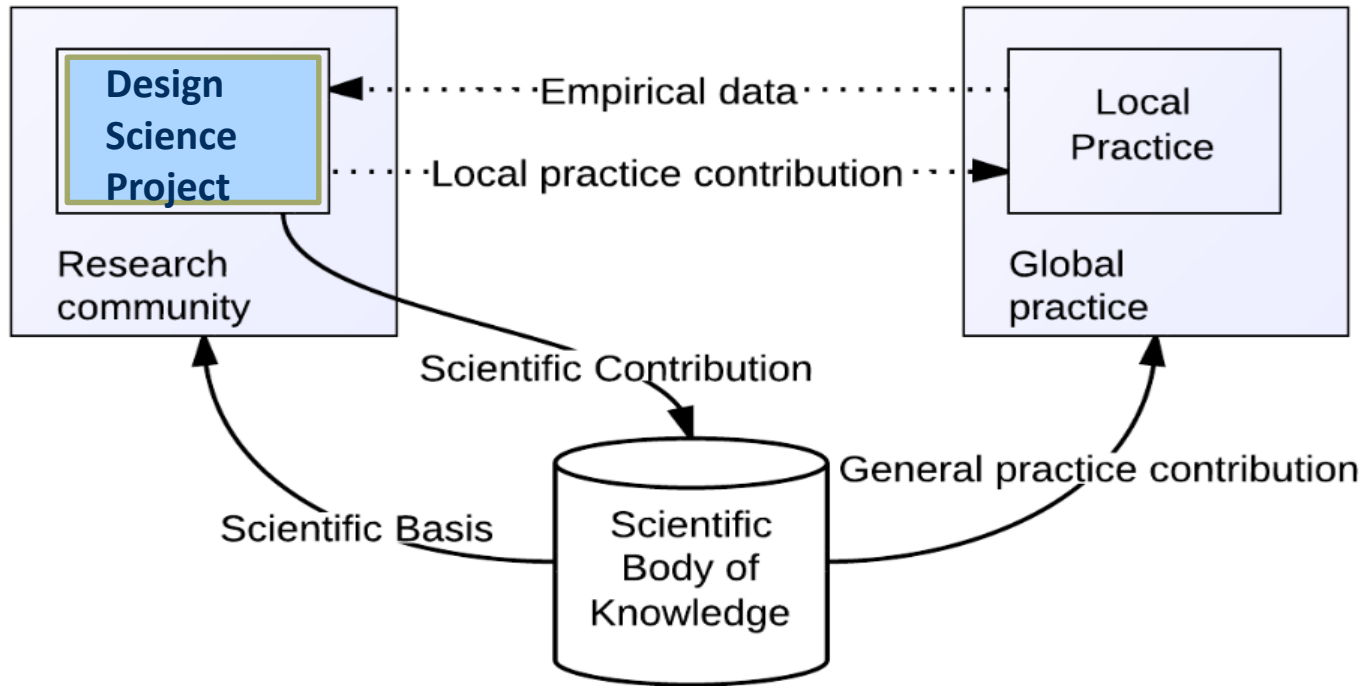 Design
Science
Project
Empirical data
Local
Practice
Local practice contribution
Research
community
Global
practice
Scientific Contribution
General practice contribution
Scientific Basis
Scientific
Body of
Knowledge